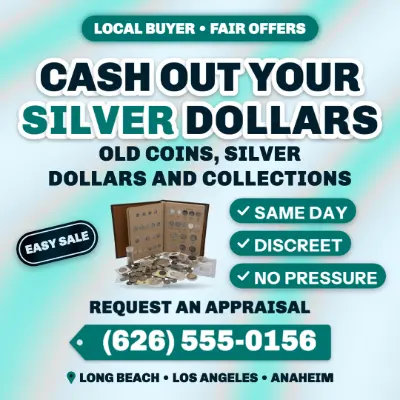 LOCAL BUYER • FAIR OFFERS
CASH OUT YOUR
SILVER DOLLARS
OLD COINS, SILVER
DOLLARS AND COLLECTIONS
EASY SALE
✓ SAME DAY
✓ DISCREET
✓ NO PRESSURE
REQUEST AN APPRAISAL
(626) 555-0156
LONG BEACH • LOS ANGELES • ANAHEIM